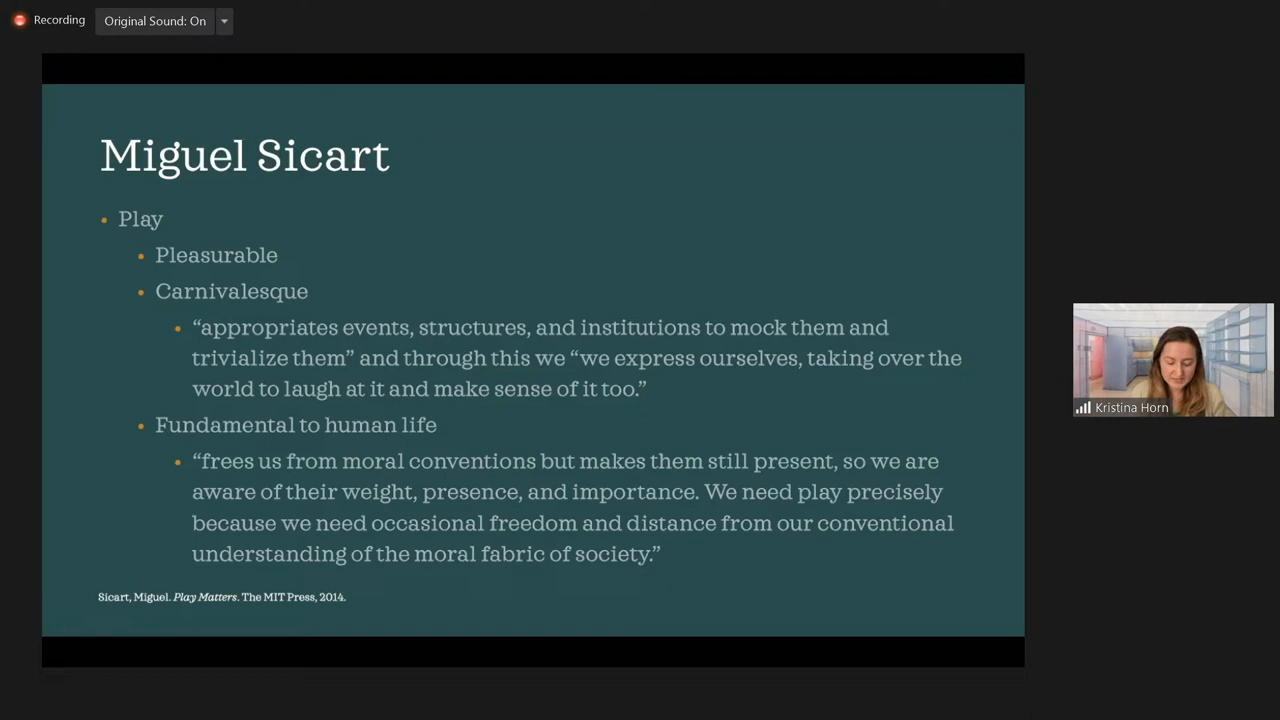 Recording
Original Sound: On
Miguel Sicart
• Play
• Pleasurable
• Carnivalesque
• “appropriates events, structures, and institutions to mock them and
trivialize them” and through this we “we express ourselves, taking over the
world to laugh at it and make sense of it too.”
• Fundamental to human life
• “frees us from moral conventions but makes them still present, so we are
aware of their weight, presence, and importance. We need play precisely
because we need occasional freedom and distance from our conventional
understanding of the moral fabric of society.”
Sicart, Miguel. Play Matters. The MIT Press, 2014.
Kristina Horn